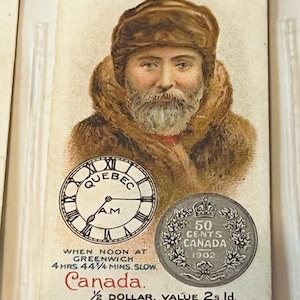 QUEBEC
AM
50
CENTS
CANADA
1902
WHEN NOON AT
GREENWICH
4 HRS 44¾ MINS. SLOW.
Canada.
½ DOLLAR. VALUE 2s 1d